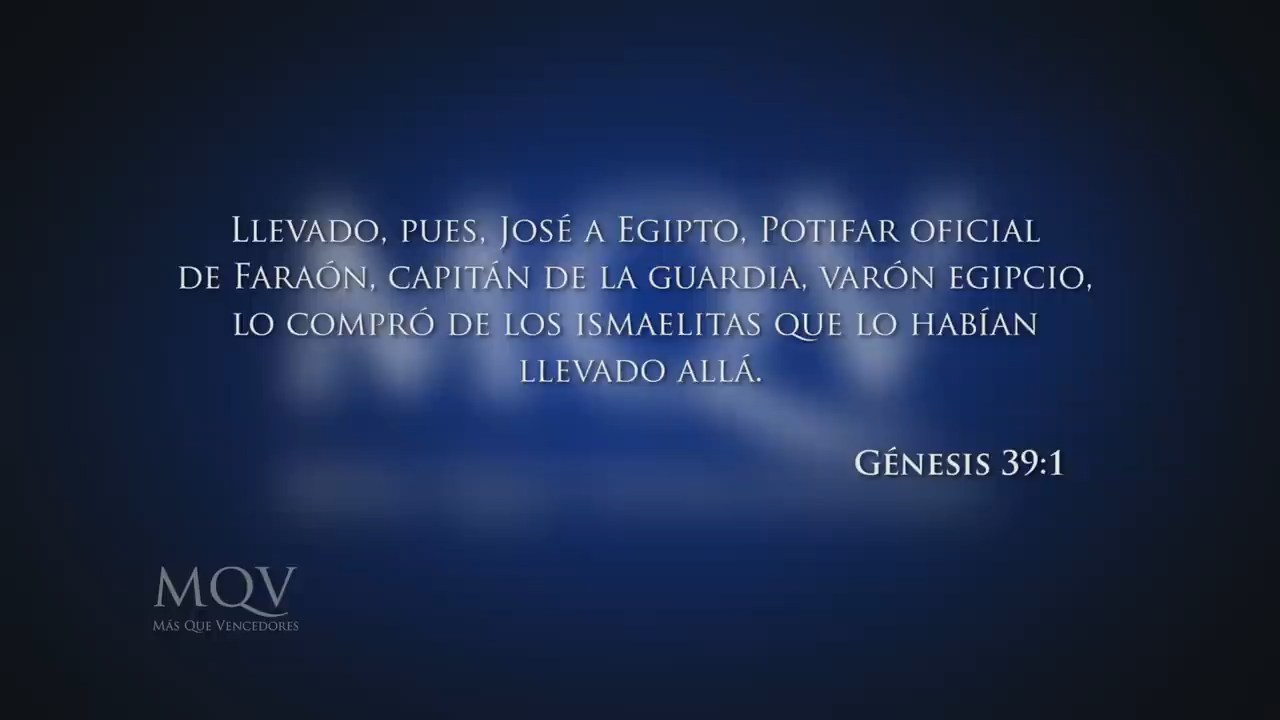 Llevado, pues, José a Egipto, Potifar oficial
de Faraón, capitán de la guardia, varón egipcio,
lo compró de los ismaelitas que lo habían
llevado allá.
Génesis 39:1
MQV
Más Que Vencedores